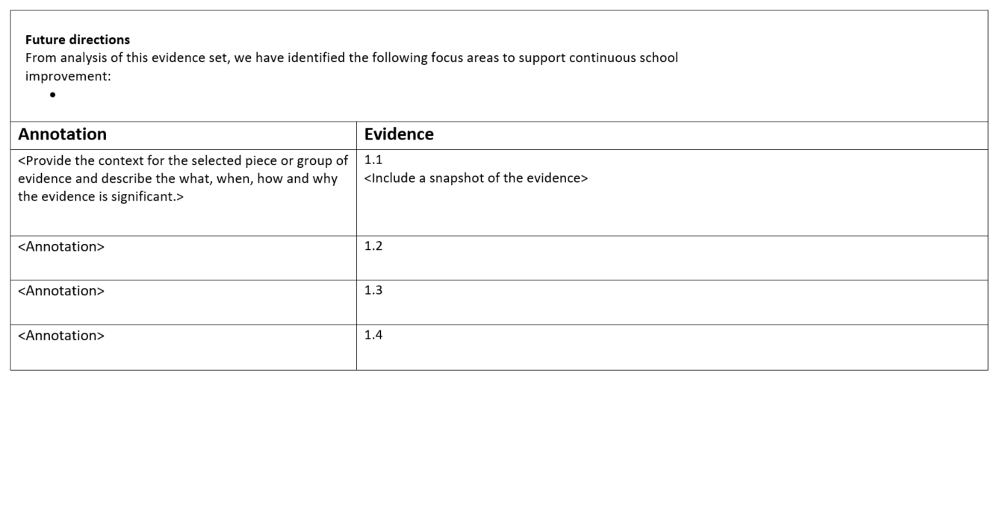 Future directions
From analysis of this evidence set, we have identified the following focus areas to support continuous school
improvement:
•
Annotation
Evidence
<Provide the context for the selected piece or group of
evidence and describe the what, when, how and why
the evidence is significant.>
1.1
<Include a snapshot of the evidence>
<Annotation>
1.2
<Annotation>
1.3
<Annotation>
1.4